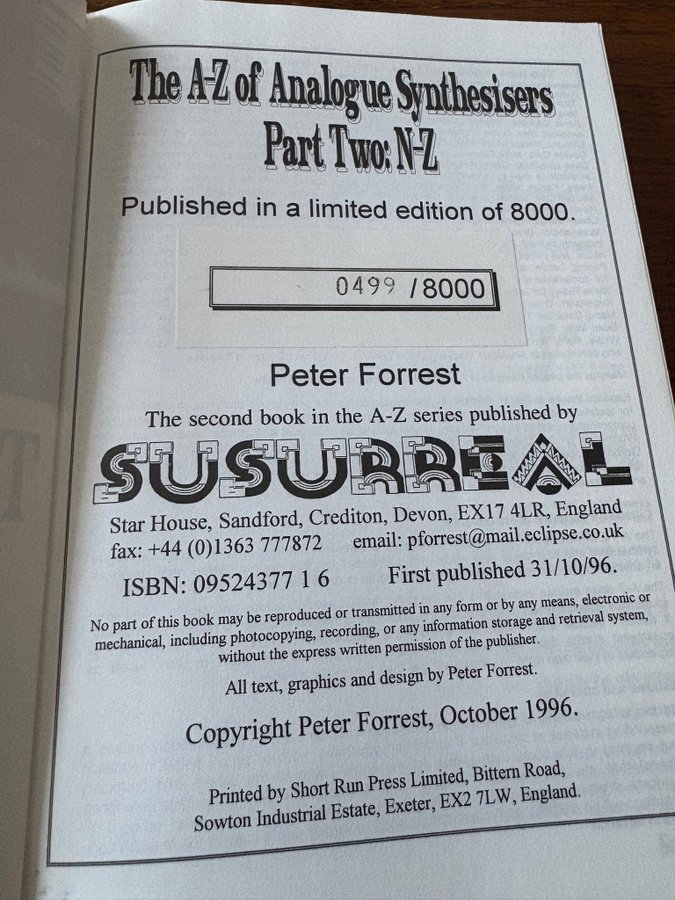 The A-Z of Analogue Synthesisers
Part Two: N-Z
Published in a limited edition of 8000.
0499 /8000
Peter Forrest
The second book in the A-Z series published by
SUSURREAL
Star House, Sandford, Crediton, Devon, EX17 4LR, England
fax: +44 (0)1363 777872 email: pforrest@mail.eclipse.co.uk
ISBN: 09524377 1 6 First published 31/10/96.
No part of this book may be reproduced or transmitted in any form or by any means, electronic or
mechanical, including photocopying, recording, or any information storage and retrieval system,
without the express written permission of the publisher.
All text, graphics and design by Peter Forrest.
Copyright Peter Forrest, October 1996.
Printed by Short Run Press Limited, Bittern Road,
Sowton Industrial Estate, Exeter, EX2 7LW, England.